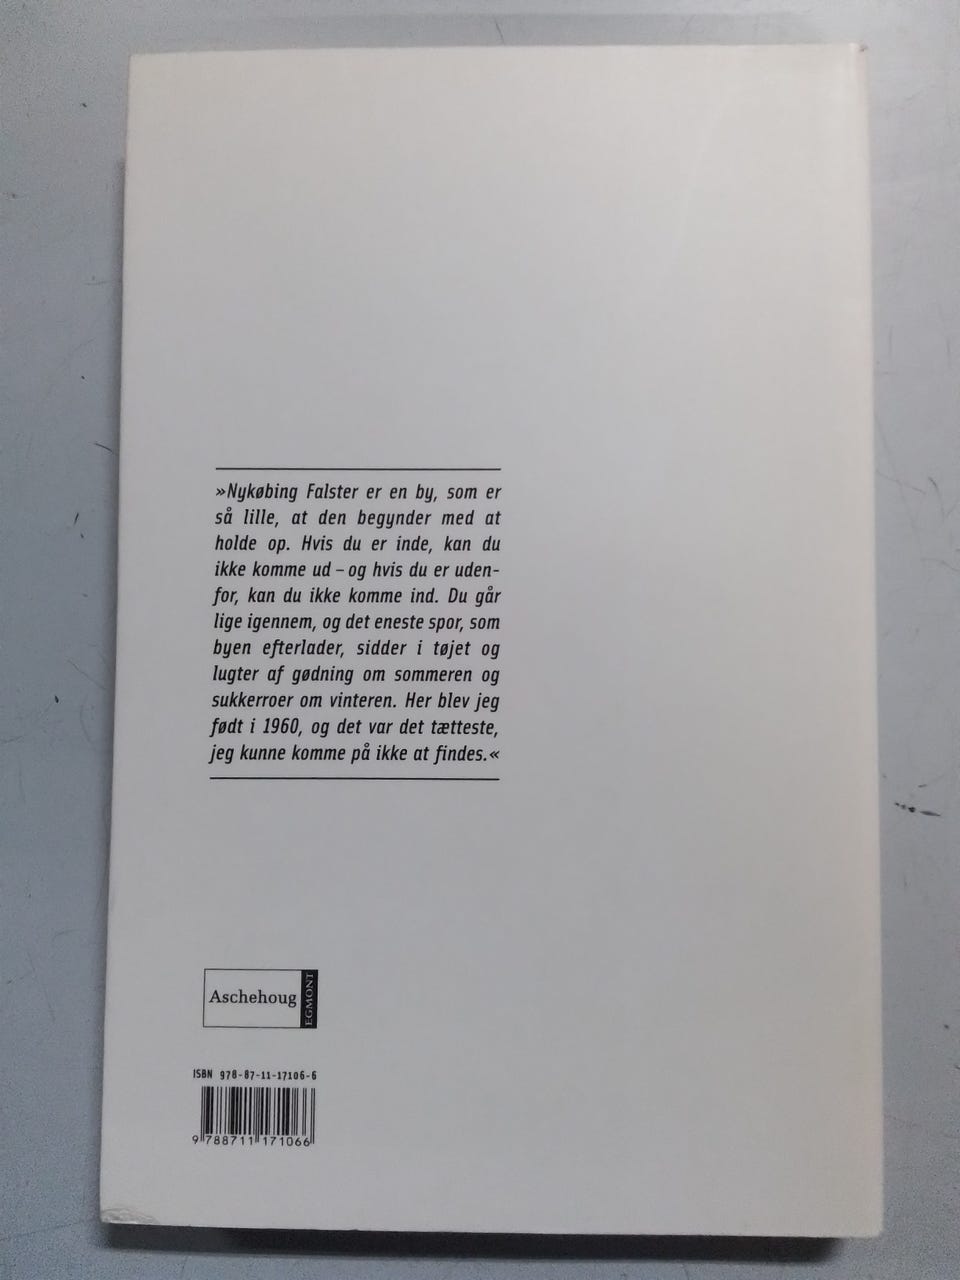 »Nykøbing Falster er en by, som er
så lille, at den begynder med at
holde op. Hvis du er inde, kan du
ikke komme ud – og hvis du er uden-
for, kan du ikke komme ind. Du går
lige igennem, og det eneste spor, som
byen efterlader, sidder i tøjet og
lugter af gødning om sommeren og
sukkerroer om vinteren. Her blev jeg
født i 1960, og det var det tætteste,
jeg kunne komme på ikke at findes.«
Aschehoug
EGMONT
ISBN 978-87-11-17106-6
9 788711 171066